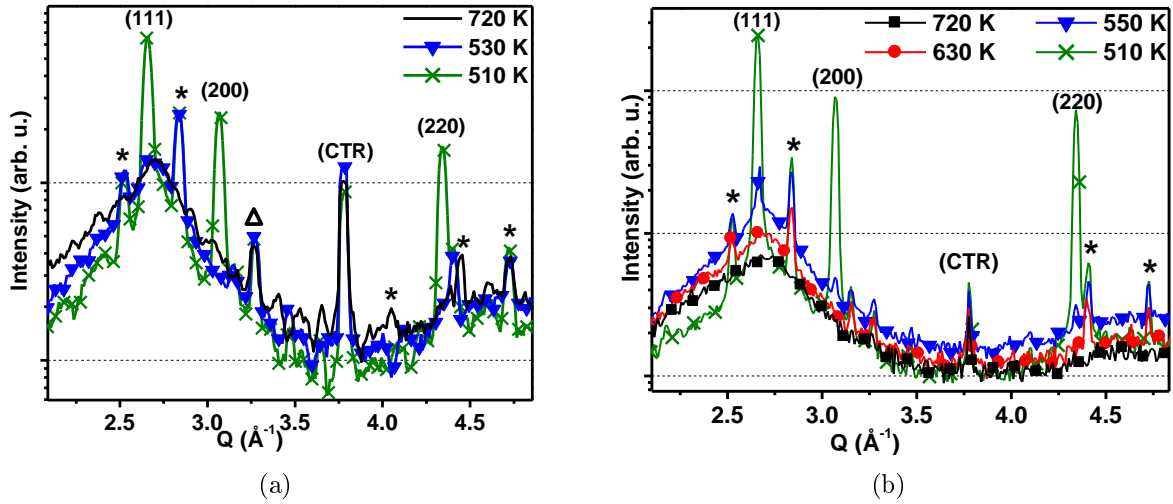 (111)
720 K
530 K
510 K
*
*
(200)
(CTR)
(220)
Δ
*
*
*
Intensity (arb. u.)
2.5 3.0 3.5 4.0 4.5
Q (Å-1)
(a)
(111)
720 K
550 K
630 K
510 K
(200)
(220)
*
*
(CTR)
*
*
Intensity (arb. u.)
2.5 3.0 3.5 4.0 4.5
Q (Å-1)
(b)